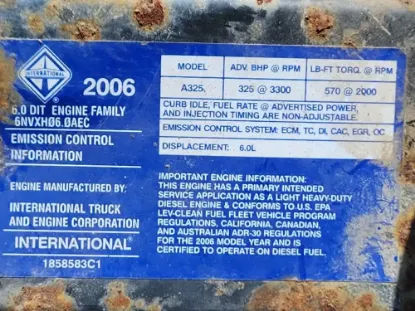 INTERNATIONAL
2006
6.0 DIT ENGINE FAMILY
6NVXHØ6.0AEC
EMISSION CONTROL
INFORMATION
ENGINE MANUFACTURED BY:
INTERNATIONAL TRUCK
AND ENGINE CORPORATION
INTERNATIONAL
1858583C1
MODEL ADV. BHP @ RPM LB-FT TORQ. @ RPM
A325, 325 @ 3300 570 @ 2000
CURB IDLE, FUEL RATE @ ADVERTISED POWER,
AND INJECTION TIMING ARE NON-ADJUSTABLE.
EMISSION CONTROL SYSTEM: ECM, TC, DI, CAC, EGR, OC
DISPLACEMENT: 6.0L
IMPORTANT ENGINE INFORMATION:
THIS ENGINE HAS A PRIMARY INTENDED
SERVICE APPLICATION AS A LIGHT HEAVY-DUTY
DIESEL ENGINE & CONFORMS TO U.S. EPA
LEV-CLEAN FUEL FLEET VEHICLE PROGRAM
REGULATIONS, CALIFORNIA, CANADIAN,
AND AUSTRALIAN ADR-30 REGULATIONS
FOR THE 2006 MODEL YEAR AND IS
CERTIFIED TO OPERATE ON DIESEL FUEL.